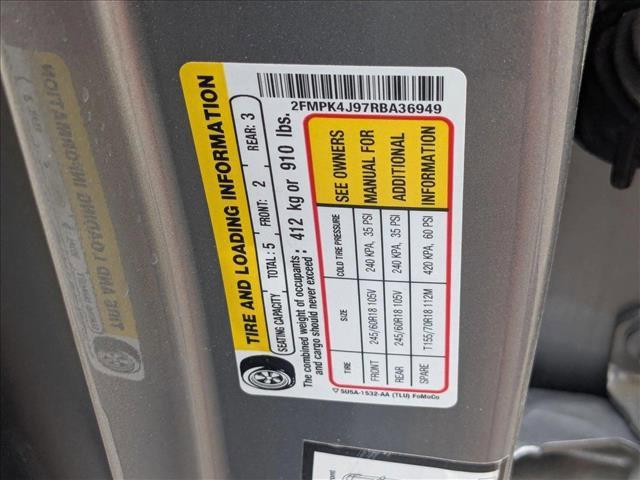 2FMPK4J97RBA36949
TIRE AND LOADING INFORMATION
SEATING CAPACITY TOTAL: 5 FRONT: 2 REAR: 3
The combined weight of occupants and cargo should never exceed : 412 kg or 910 lbs.
TIRE SIZE COLD TIRE PRESSURE SEE OWNERS
FRONT 245/60R18 105V 240 KPA, 35 PSI MANUAL FOR
REAR 245/60R18 105V 240 KPA, 35 PSI ADDITIONAL
SPARE T155/70R18 112M 420 KPA, 60 PSI INFORMATION
5U5A-1532-AA (TLU) FoMoCo